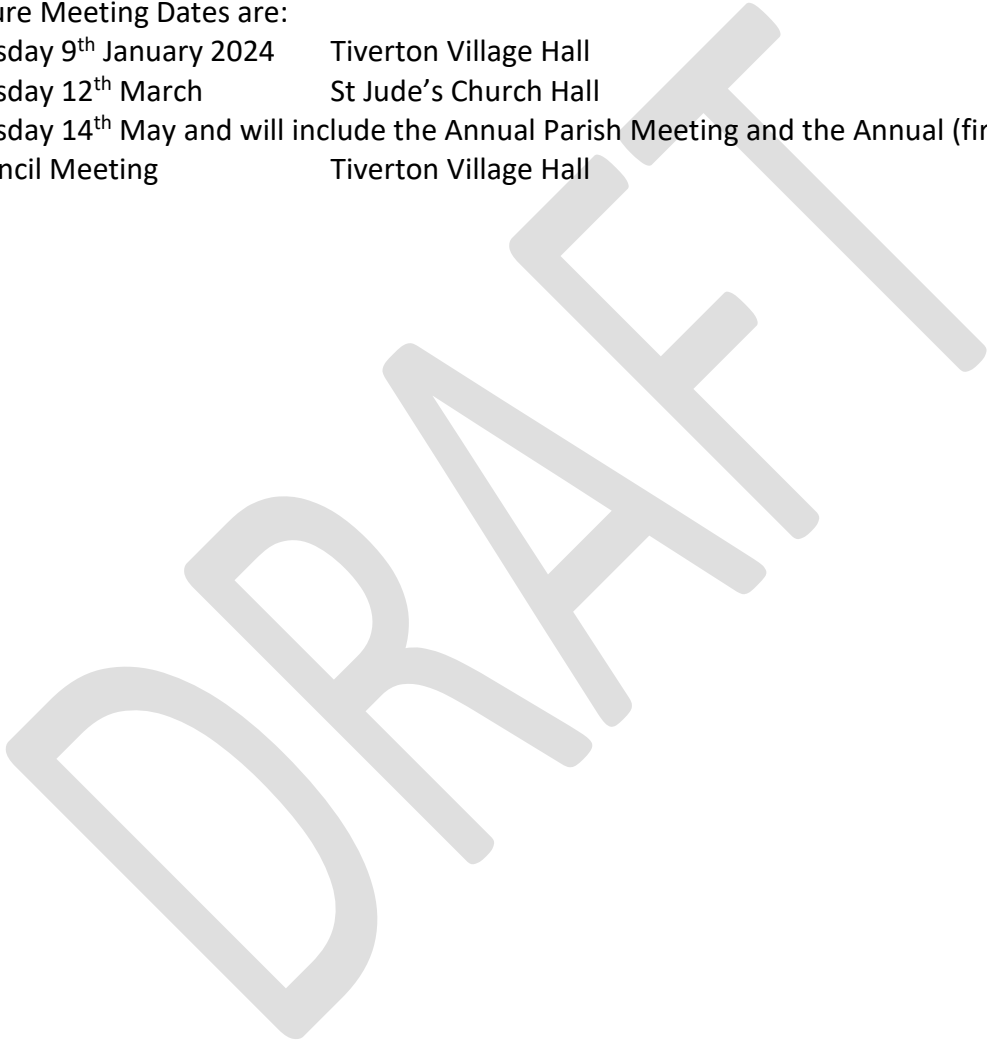 ure Meeting Dates are:
sday 9th January 2024 Tiverton Village Hall
sday 12th March St Jude’s Church Hall
sday 14th May and will include the Annual Parish Meeting and the Annual (fir
ncil Meeting Tiverton Village Hall
DRAFT